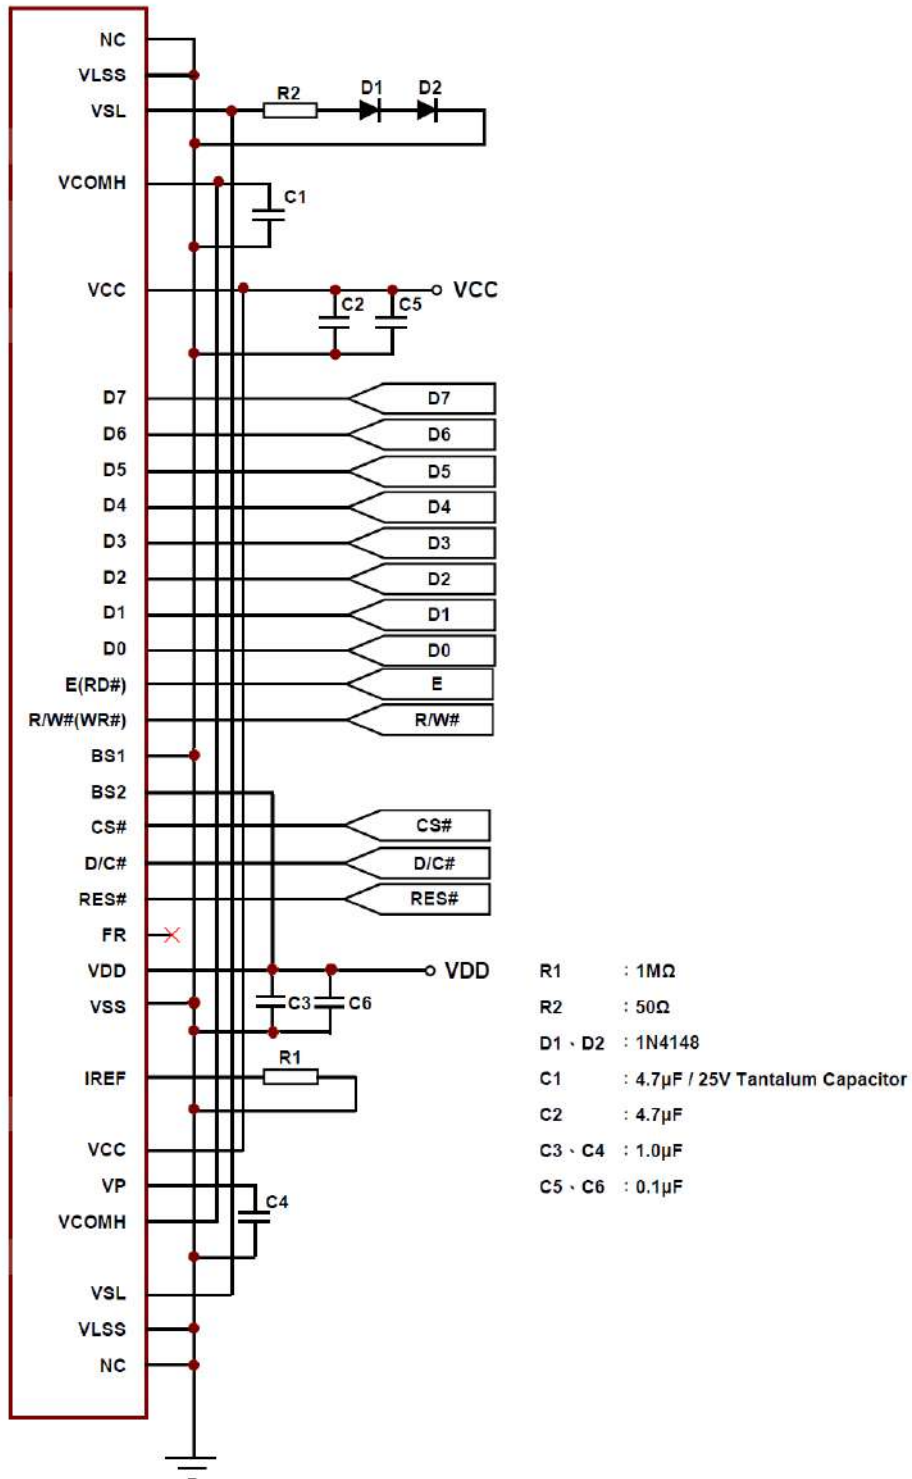 NC
VLSS
VSL
R2
D1
D2
VCOMH
C1
VCC
C2
C5
VCC
D7
D7
D6
D6
D5
D5
D4
D4
D3
D3
D2
D2
D1
D1
D0
D0
E(RD#)
E
R/W#(WR#)
R/W#
BS1
BS2
CS#
CS#
D/C#
D/C#
RES#
RES#
FR
VDD
VDD
VSS
C3
C6
IREF
R1
VCC
VP
C4
VCOMH
VSL
VLSS
NC
R1 : 1MΩ
R2 : 50Ω
D1、D2 : 1N4148
C1 : 4.7µF / 25V Tantalum Capacitor
C2 : 4.7µF
C3、C4 : 1.0µF
C5、C6 : 0.1µF